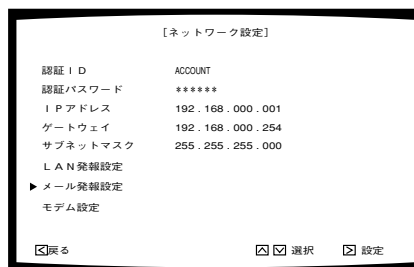 [ネットワーク設定]
認証ＩＤ ACCOUNT
認証パスワード ******
ＩＰアドレス 192.168.000.001
ゲートウェイ 192.168.000.254
サブネットマスク 255.255.255.000
ＬＡＮ発報設定
▶メール発報設定
モデム設定
<戻る ∧ ∨ 選択 > 設定